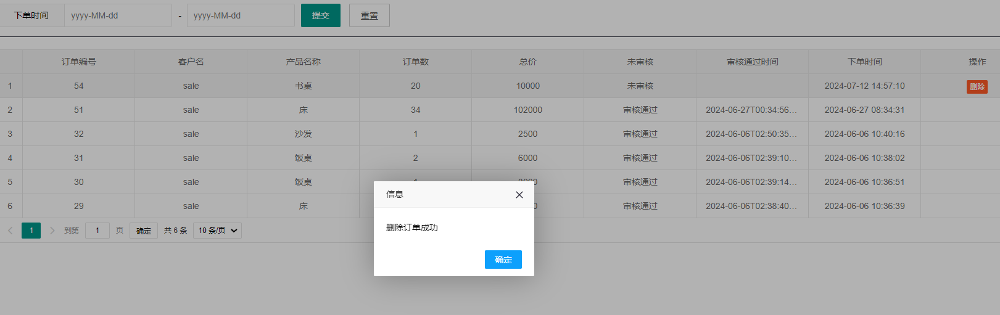 下单时间 yyyy-MM-dd - yyyy-MM-dd 提交 重置
订单编号 客户名 产品名称 订单数 总价 未审核 审核通过时间 下单时间 操作
1 54 sale 书桌 20 10000 未审核 2024-07-12 14:57:10 删除
2 51 sale 床 34 102000 审核通过 2024-06-27T00:34:56... 2024-06-27 08:34:31
3 32 sale 沙发 1 2500 审核通过 2024-06-06T02:50:35... 2024-06-06 10:40:16
4 31 sale 饭桌 2 6000 审核通过 2024-06-06T02:39:10... 2024-06-06 10:38:02
5 30 sale 饭桌 审核通过 2024-06-06T02:39:14... 2024-06-06 10:36:51
6 29 sale 床 审核通过 2024-06-06T02:38:40... 2024-06-06 10:36:39
信息
删除订单成功
确定
1 到第 1 页 确定 共 6 条 10 条/页